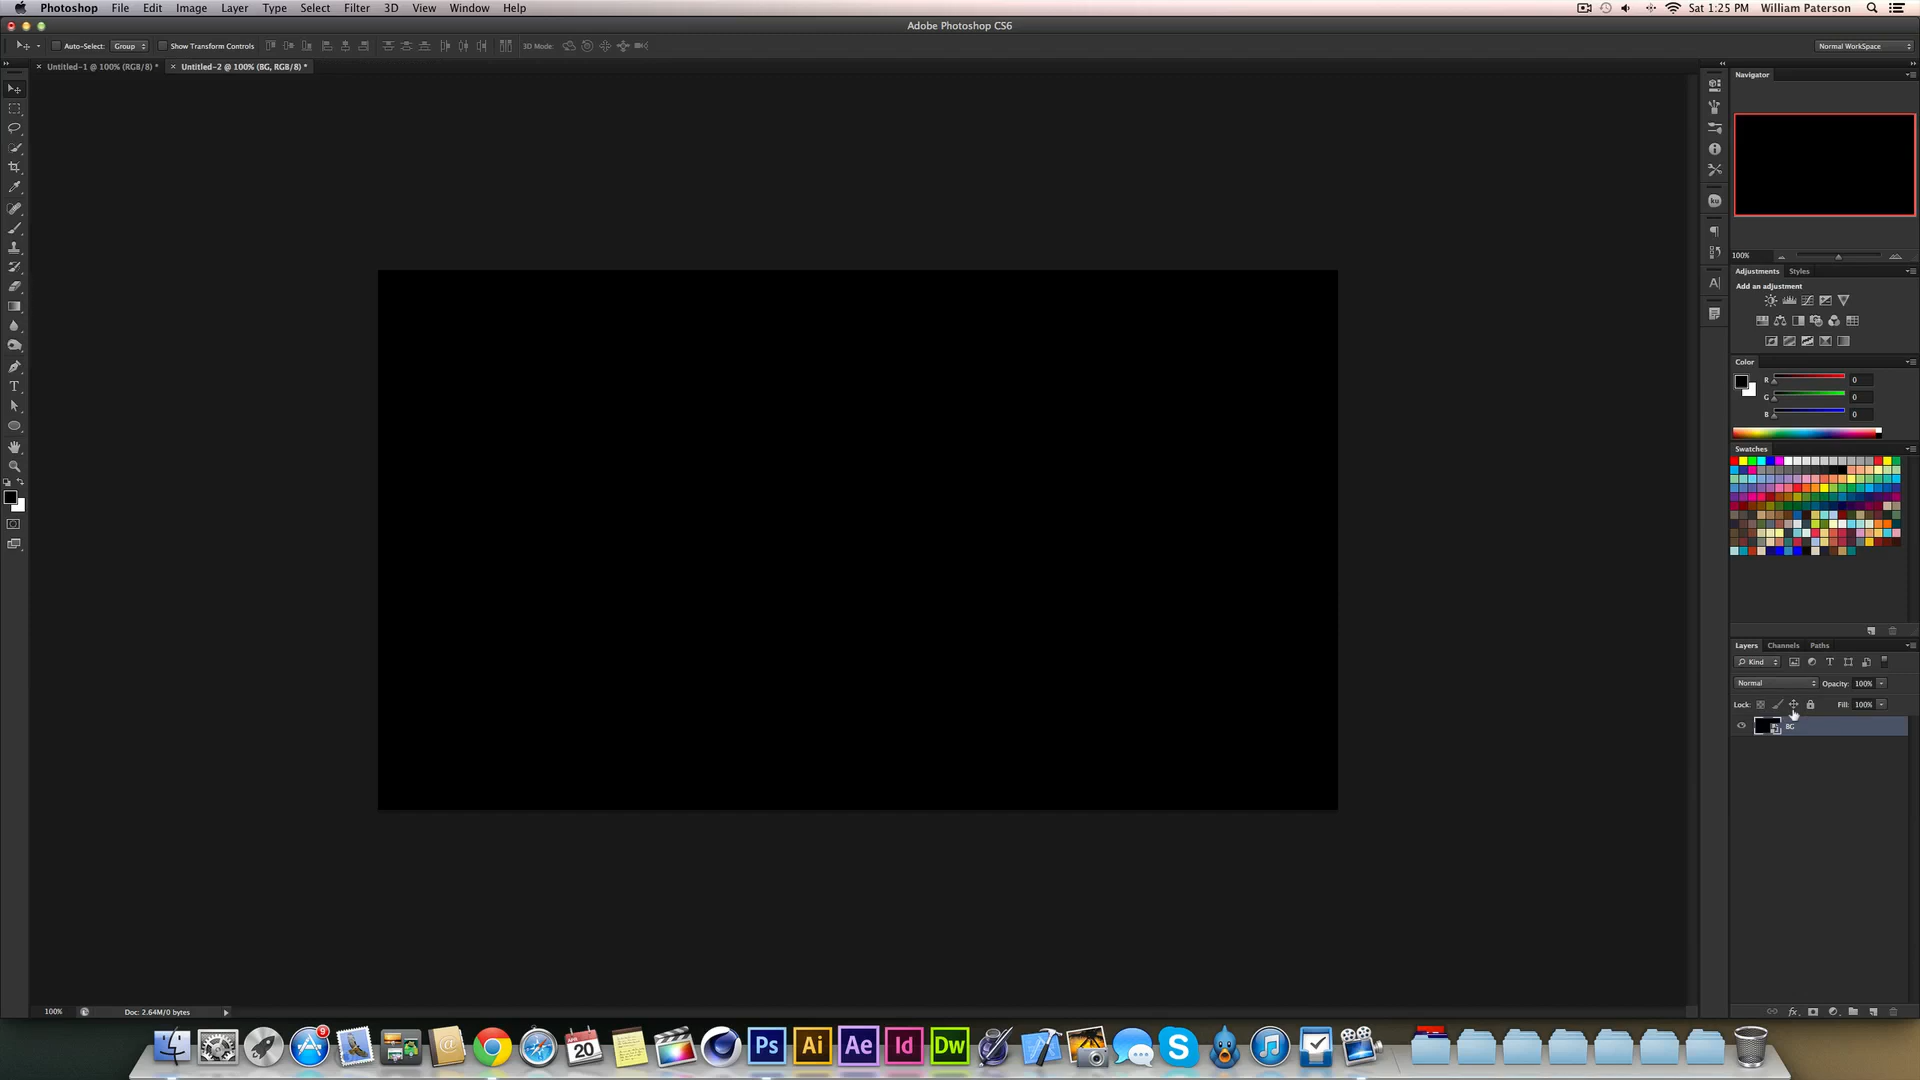 Photoshop File Edit Image Layer Type Select Filter 3D View Window Help Sat 1:25 PM William Paterson
Adobe Photoshop CS6
Auto-Select: Group Show Transform Controls 3D Mode: Normal WorkSpace
Untitled-1 @ 100% (RGB/8) * Untitled-2 @ 100% (BG, RGB/8) *
Navigator
ku
100%
Adjustments Styles
Add an adjustment
Color
R 0
G 0
B 0
Swatches
Layers Channels Paths
Kind
Normal Opacity: 100%
Lock: Fill: 100%
BG
100% Doc: 2.64M/0 bytes
9
20
Ps Ai Ae Id Dw